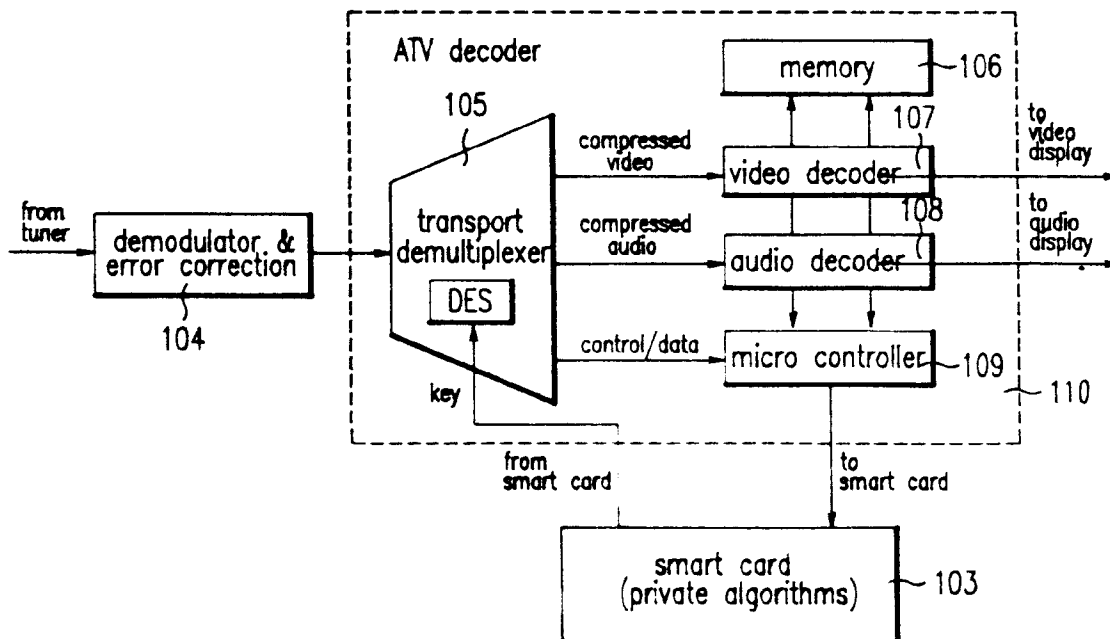 ATV decoder
memory
106
105
107
to
video
display
compressed
video
video decoder
from
tuner
demodulator &
error correction
104
transport
demultiplexer
DES
compressed
audio
108
audio decoder
to
audio
display
control/data
micro controller
109
110
key
from
smart card
to
smart card
smart card
(private algorithms)
103